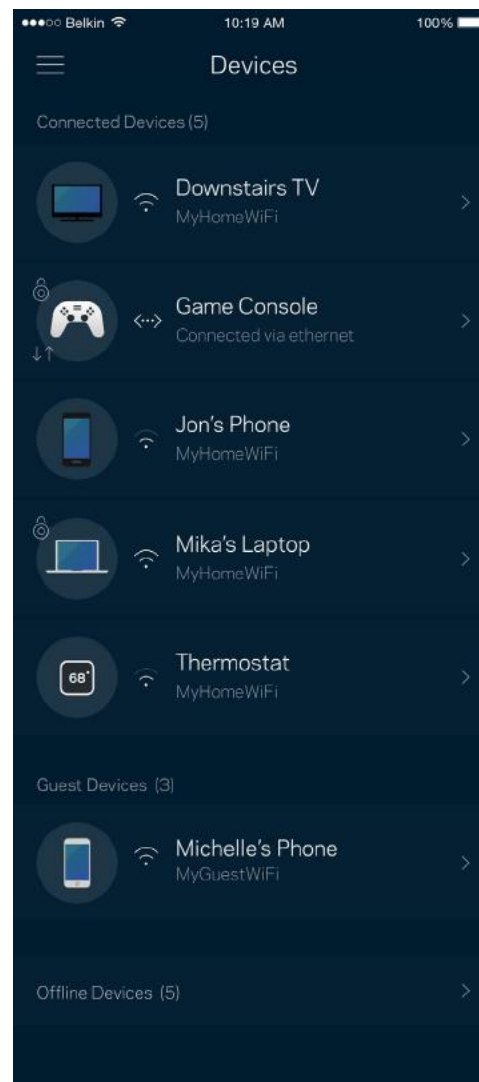 Belkin 10:19 AM 100%
Devices
Connected Devices (5)
Downstairs TV
MyHomeWiFi
Game Console
Connected via ethernet
Jon's Phone
MyHomeWiFi
Mika's Laptop
MyHomeWiFi
68°
Thermostat
MyHomeWiFi
Guest Devices (3)
Michelle's Phone
MyGuestWiFi
Offline Devices (5)